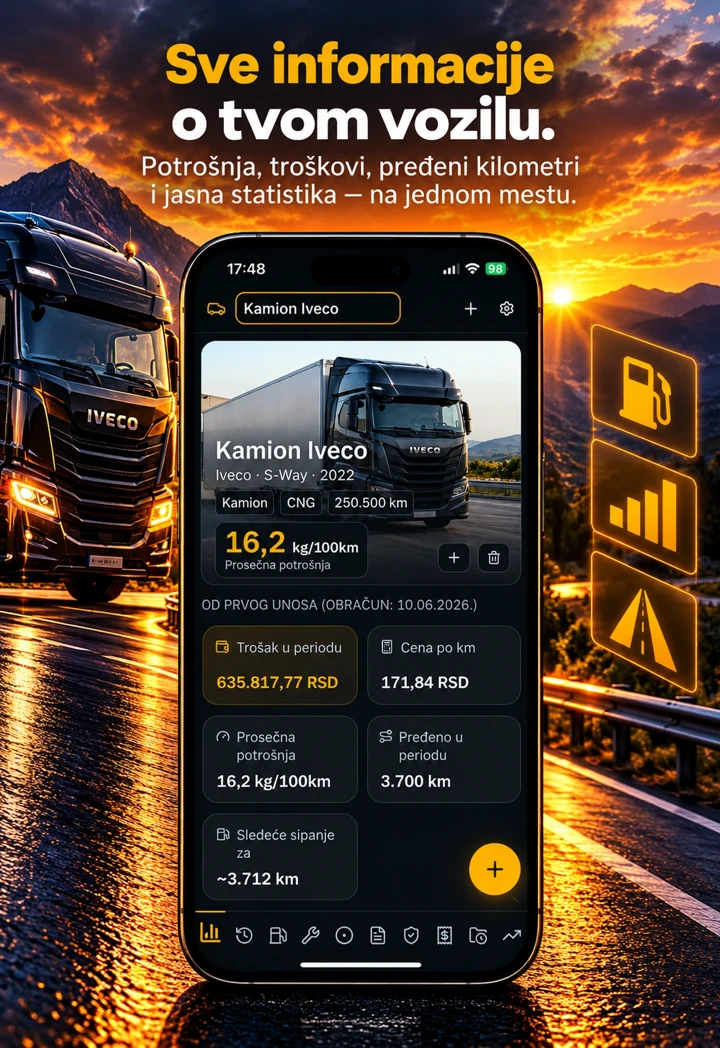 Sve informacije
o tvom vozilu.
Potrošnja, troškovi, pređeni kilometri
i jasna statistika — na jednom mestu.
17:48
98
Kamion Iveco
IVECO
IVECO
Kamion Iveco
Iveco · S-Way · 2022
Kamion
CNG
250.500 km
16,2 kg/100km
Prosečna potrošnja
OD PRVOG UNOSA (OBRAČUN: 10.06.2026.)
Trošak u periodu
635.817,77 RSD
Cena po km
171,84 RSD
Prosečna
potrošnja
16,2 kg/100km
Pređeno u
periodu
3.700 km
Sledeće sipanje
za
~3.712 km